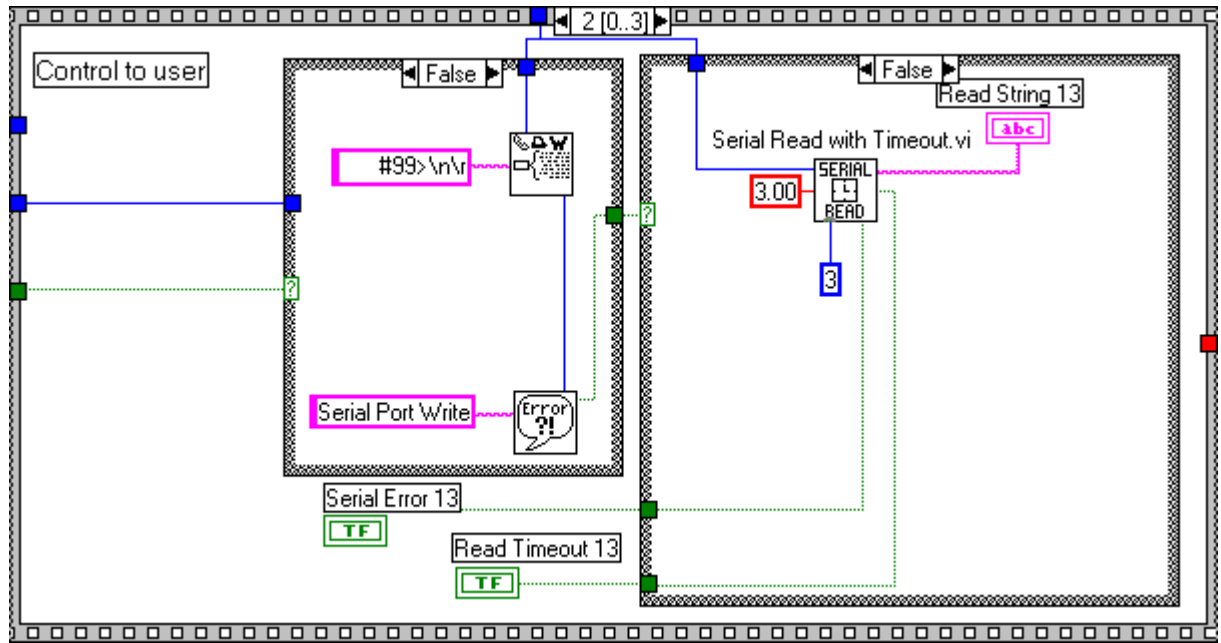 2 [0..3]
Control to user
False
#99>\n\r
Serial Port Write
Error
?!
Serial Error 13
TF
Read Timeout 13
TF
False
Read String 13
abc
Serial Read with Timeout.vi
SERIAL
READ
3.00
3
?
?
W